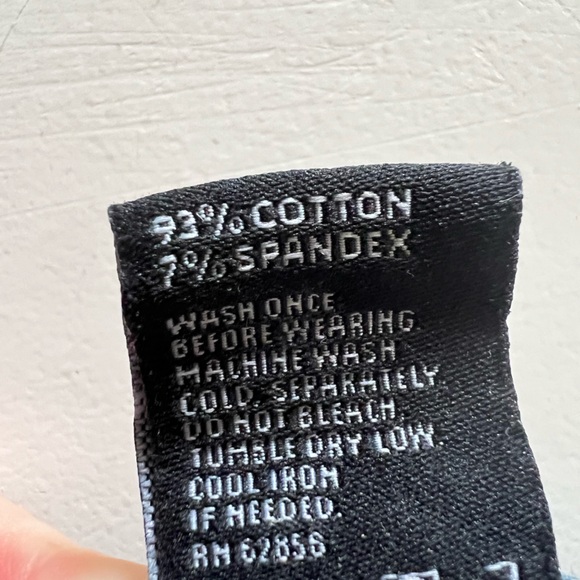 93% COTTON
7% SPANDEX
WASH ONCE
BEFORE WEARING.
MACHINE WASH
COLD. SEPARATELY.
DO NOT BLEACH.
TUMBLE DRY LOW.
COOL IRON
IF NEEDED.
RN 62858